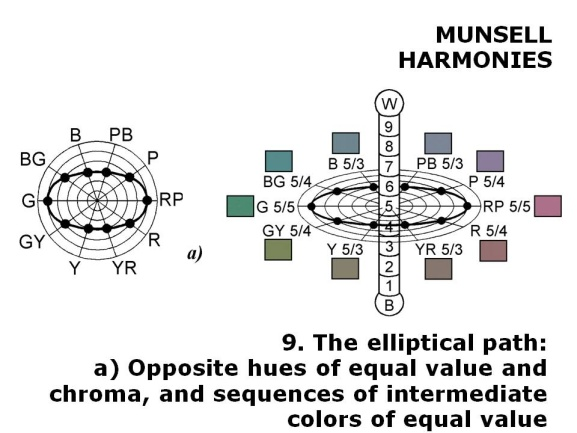 MUNSELL
HARMONIES
B PB
BG P
G RP
GY R
Y YR
a)
W
9
8
7
6
5
4
3
2
1
B
B 5/3 PB 5/3
BG 5/4 P 5/4
G 5/5 RP 5/5
GY 5/4 R 5/4
Y 5/3 YR 5/3
9. The elliptical path:
a) Opposite hues of equal value and
chroma, and sequences of intermediate
colors of equal value